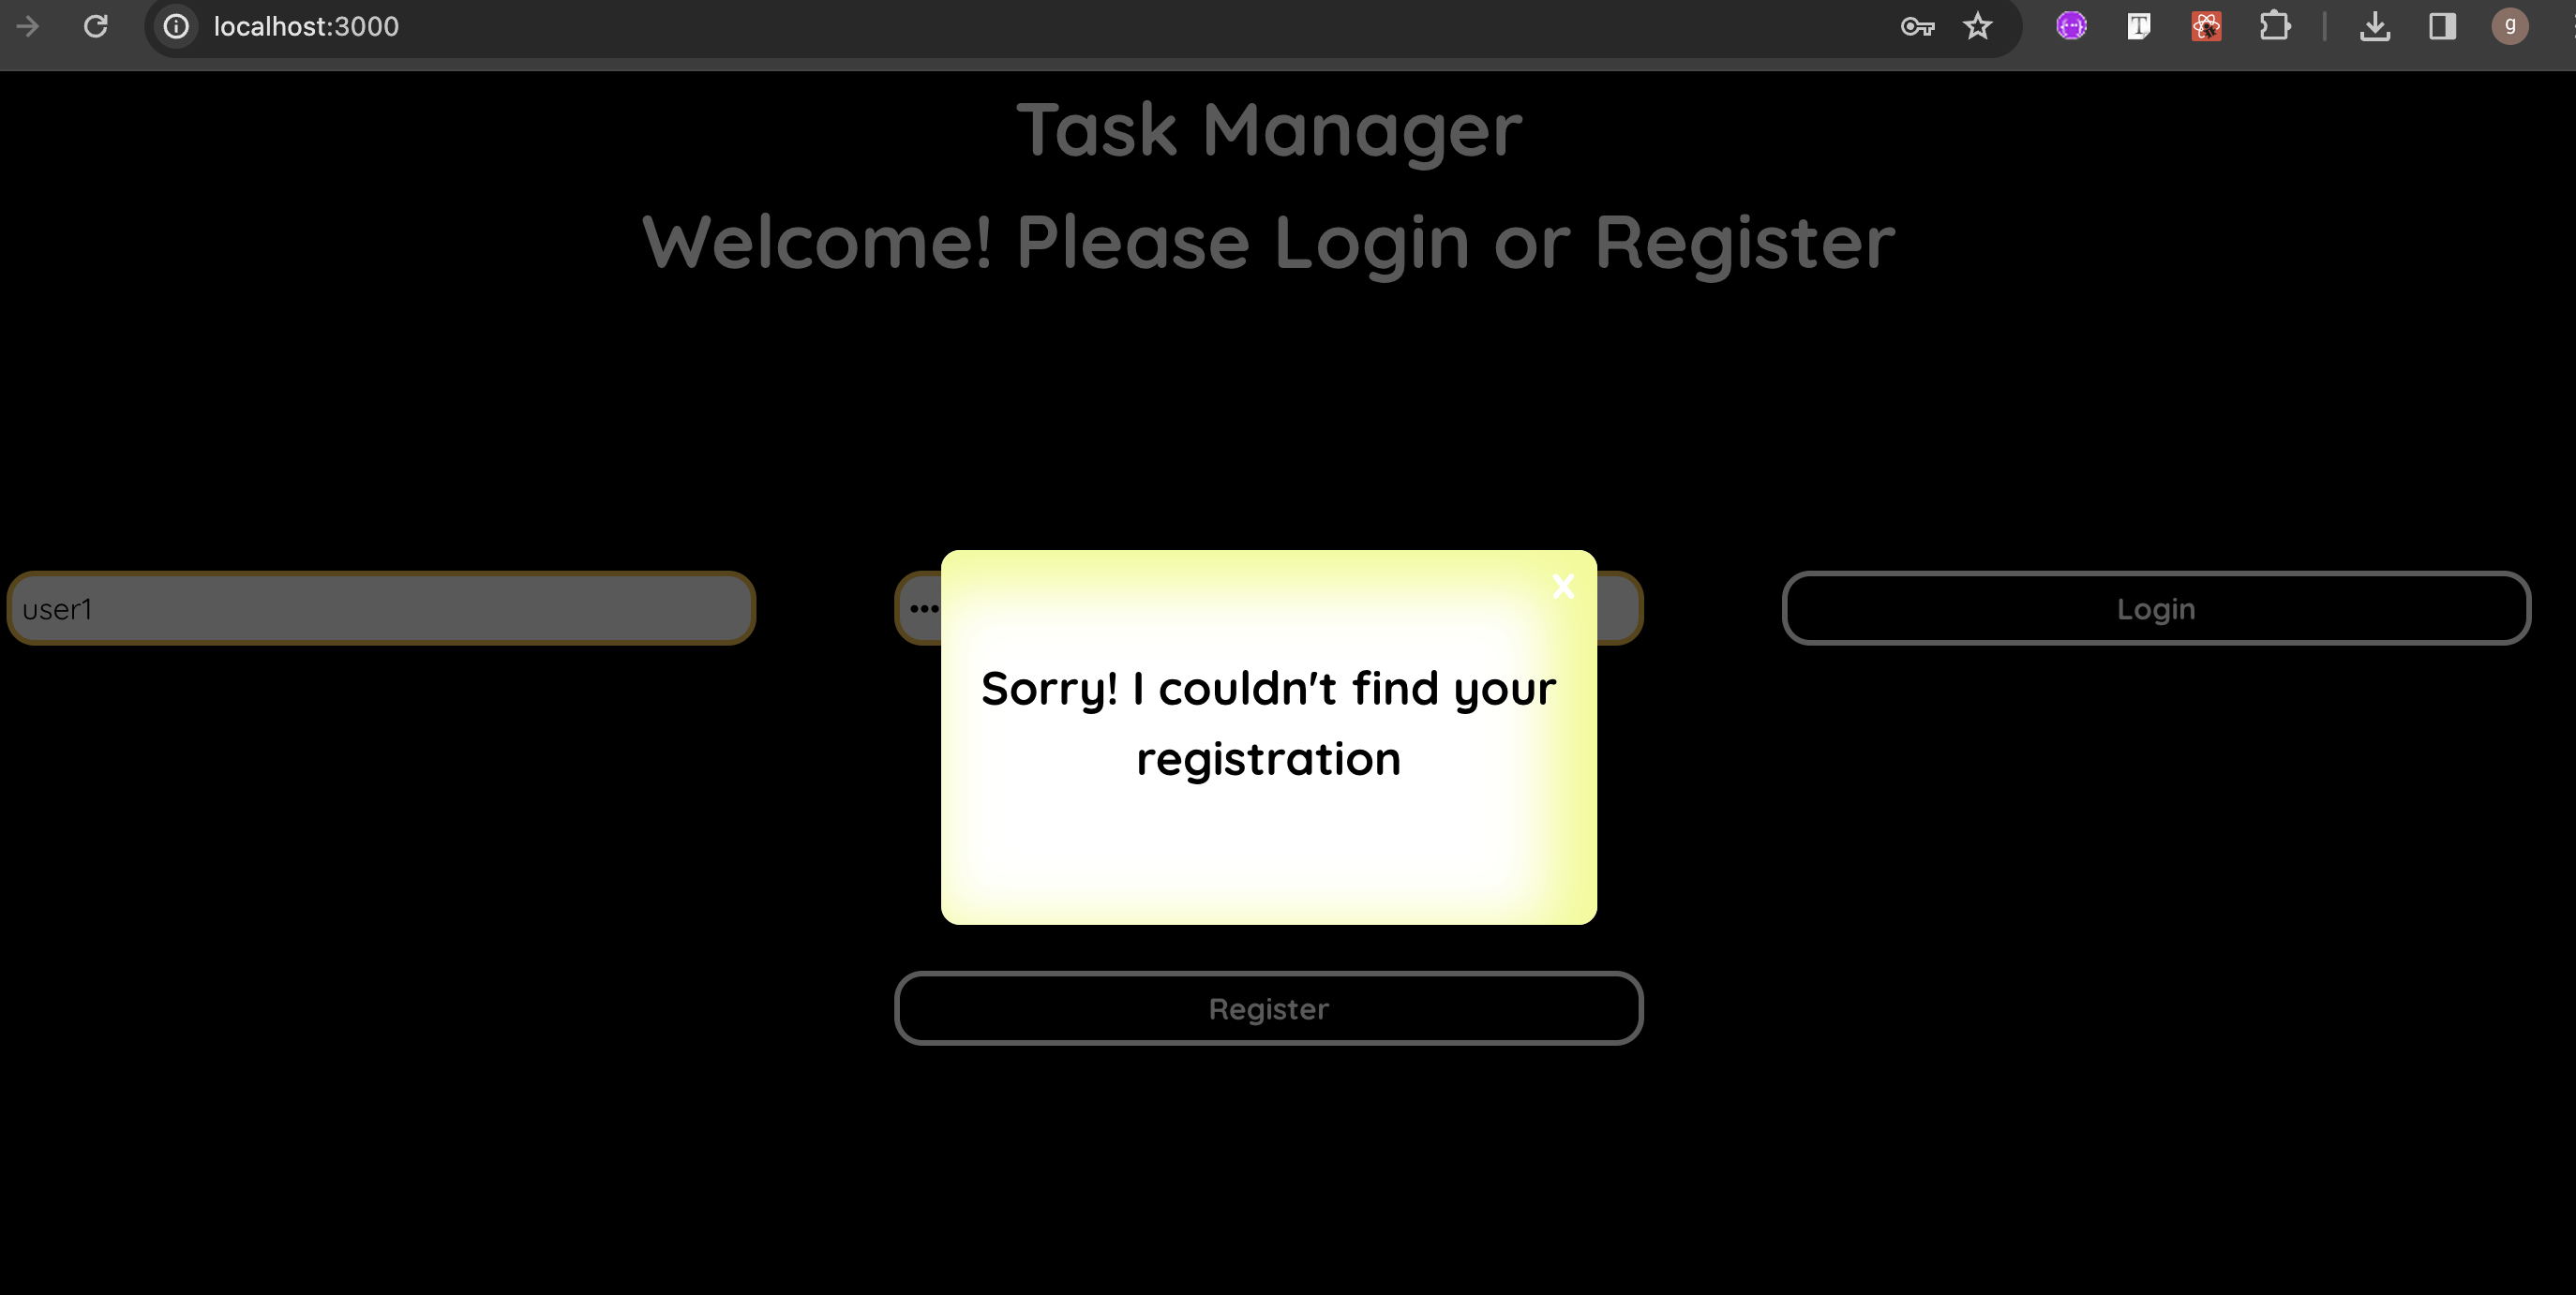 localhost:3000
g
Task Manager
Welcome! Please Login or Register
user1
x
Login
Sorry! I couldn't find your
registration
Register